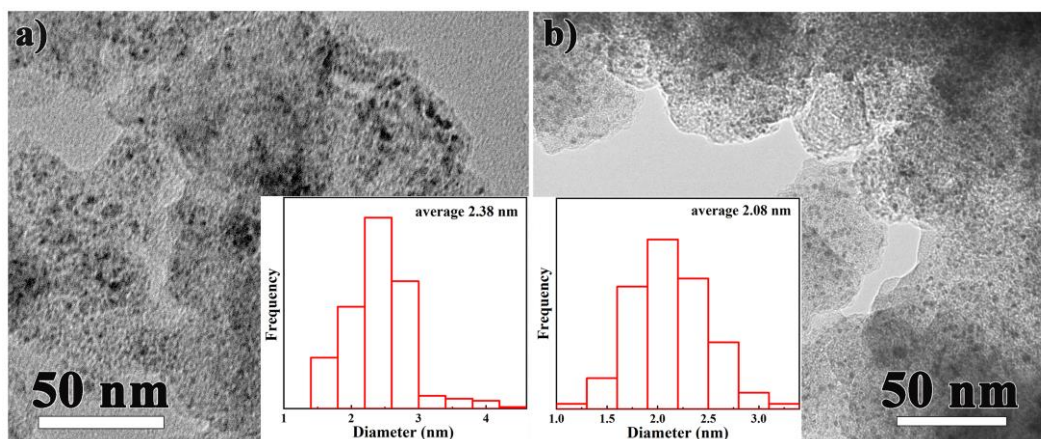 a)
50 nm
average 2.38 nm
Frequency
1 2 3 4
Diameter (nm)
b)
average 2.08 nm
Frequency
1.0 1.5 2.0 2.5 3.0
Diameter (nm)
50 nm